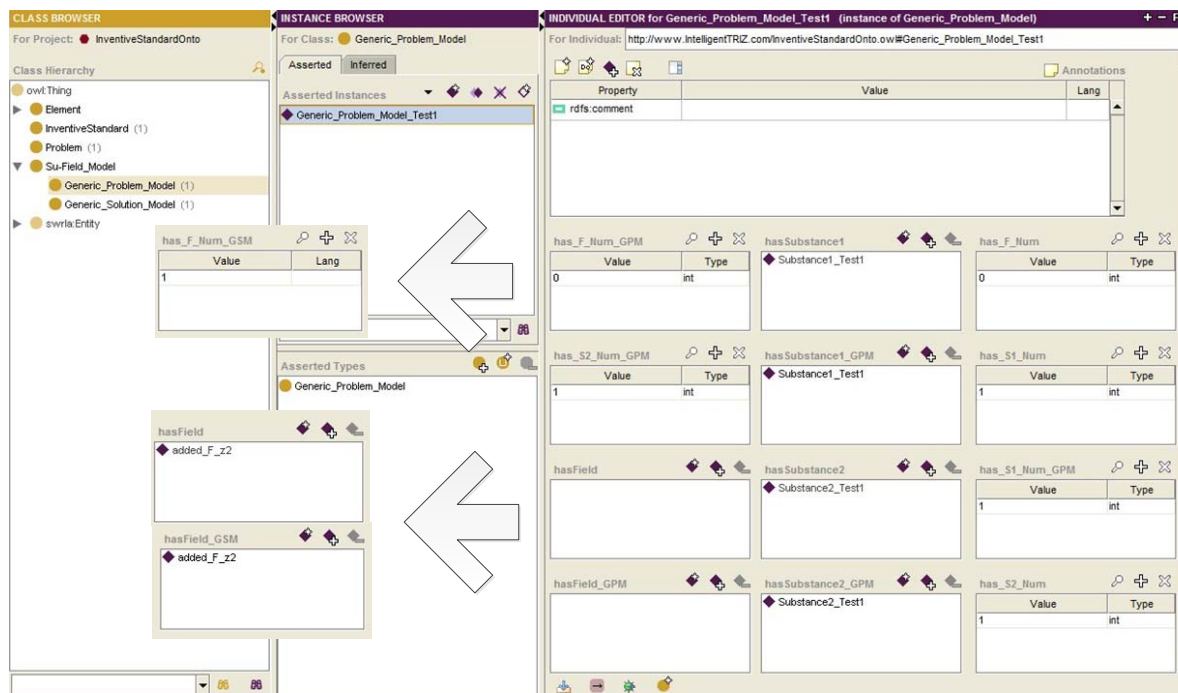 CLASS BROWSER
For Project: InventiveStandardOnto
Class Hierarchy
owl:Thing
Element
InventiveStandard (1)
Problem (1)
Su-Field_Model
Generic_Problem_Model (1)
Generic_Solution_Model (1)
swrla:Entity
has_F_Num_GSM
Value Lang
1
hasField
added_F_z2
hasField_GSM
added_F_z2
INSTANCE BROWSER
For Class: Generic_Problem_Model
Asserted Inferred
Asserted Instances
Generic_Problem_Model_Test1
Asserted Types
Generic_Problem_Model
INDIVIDUAL EDITOR for Generic_Problem_Model_Test1 (instance of Generic_Problem_Model)
For Individual: http://www.IntelligentTRIZ.com/InventiveStandardOnto.owl#Generic_Problem_Model_Test1
Annotations
Property Value Lang
rdfs:comment
has_F_Num_GPM hasSubstance1 has_F_Num
Value Type Substance1_Test1 Value Type
0 int 0 int
has_S2_Num_GPM hasSubstance1_GPM has_S1_Num
Value Type Substance1_Test1 Value Type
1 int 1 int
hasField hasSubstance2 has_S1_Num_GPM
Substance2_Test1 Value Type
1 int
hasField_GPM hasSubstance2_GPM has_S2_Num
Substance2_Test1 Value Type
1 int